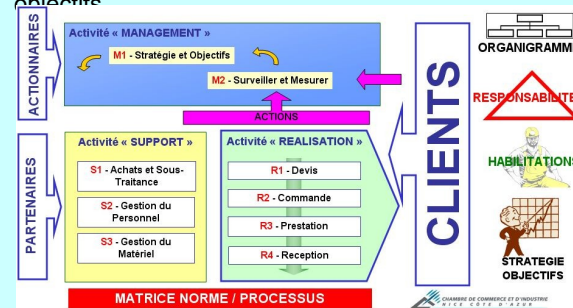 objectifs
ACTIONNAIRES
Activité « MANAGEMENT »
M1 - Stratégie et Objectifs
M2 - Surveiller et Mesurer
ACTIONS
PARTENAIRES
Activité « SUPPORT »
S1 - Achats et Sous-
Traitance
S2 - Gestion du
Personnel
S3 - Gestion du
Matériel
Activité « REALISATION »
R1 - Devis
R2 - Commande
R3 - Prestation
R4 - Reception
CLIENTS
MATRICE NORME / PROCESSUS
ORGANIGRAMME
RESPONSABILITE
HABILITATIONS
STRATEGIE
OBJECTIFS
CHAMBRE DE COMMERCE ET D'INDUSTRIE
NICE CÔTE D'AZUR